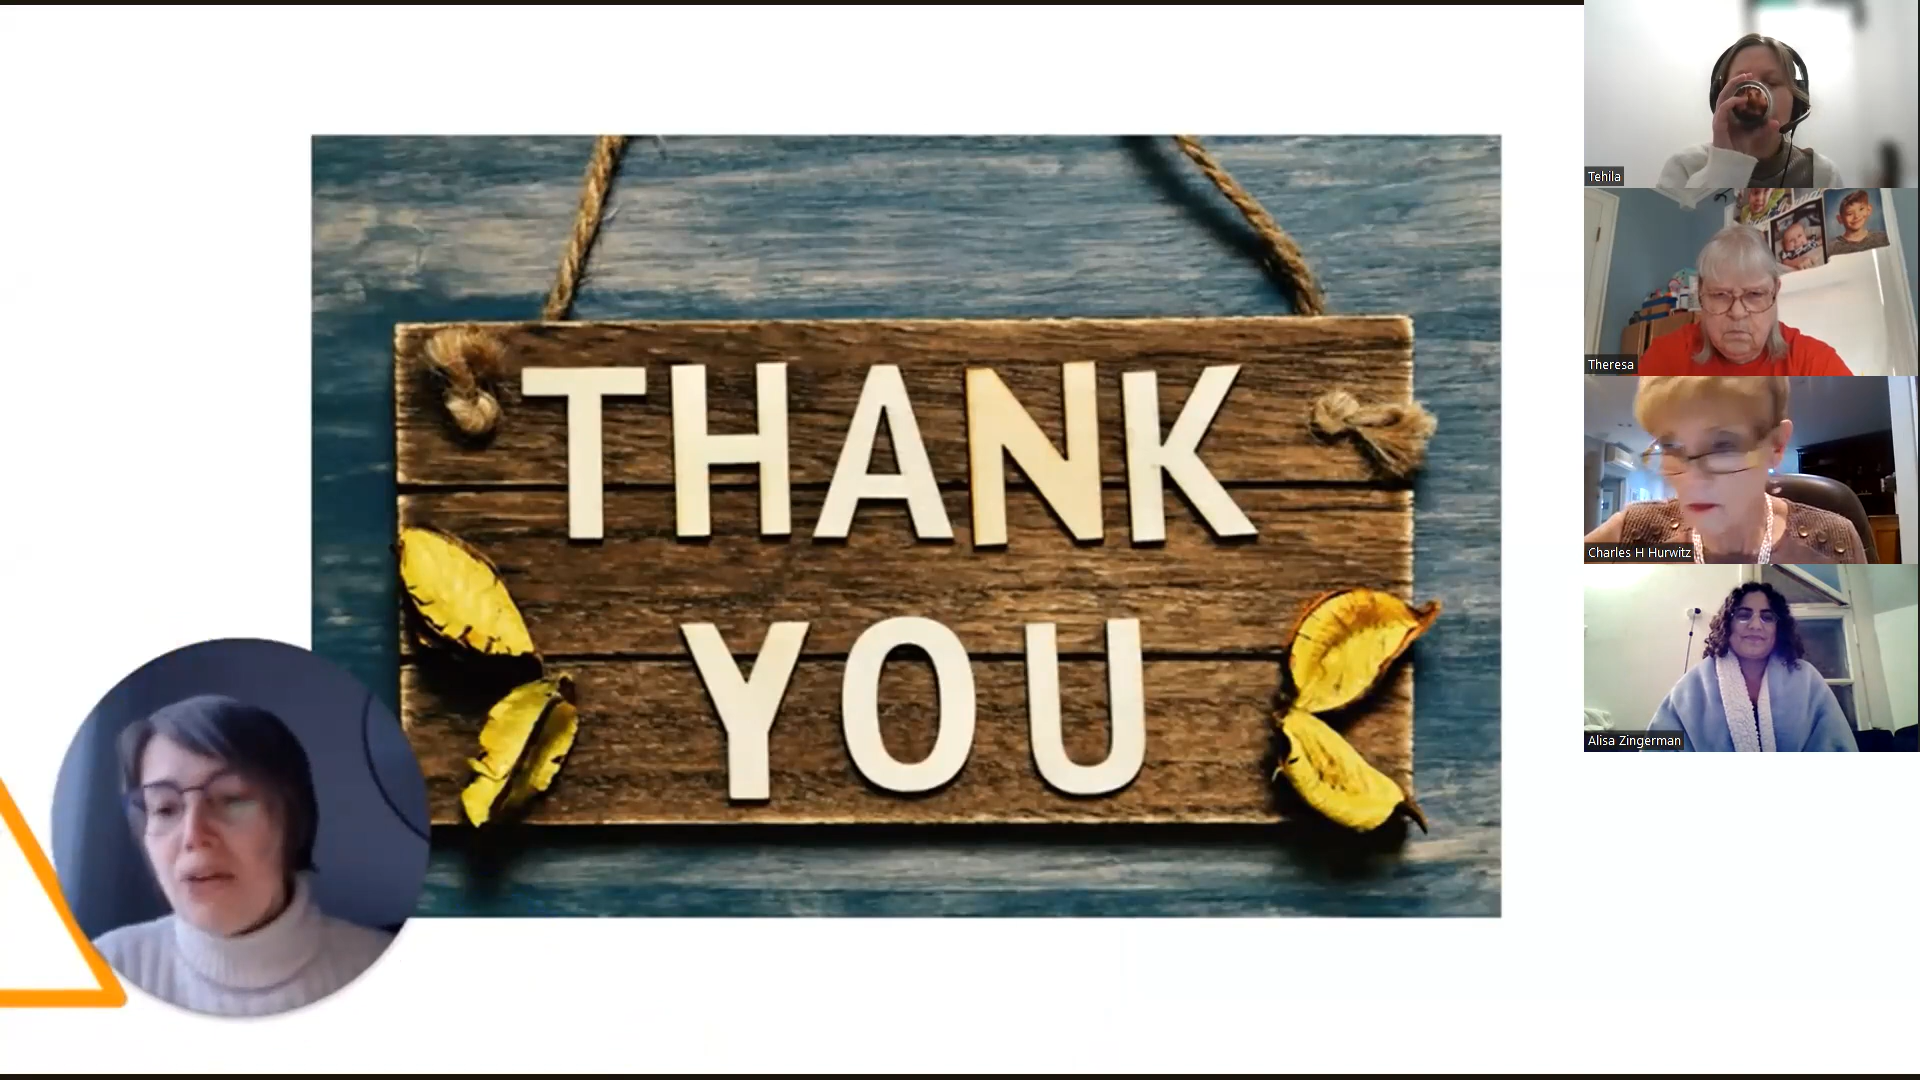 THANK
YOU
Tehila
Theresa
Charles H Hurwitz
Alisa Zingerman